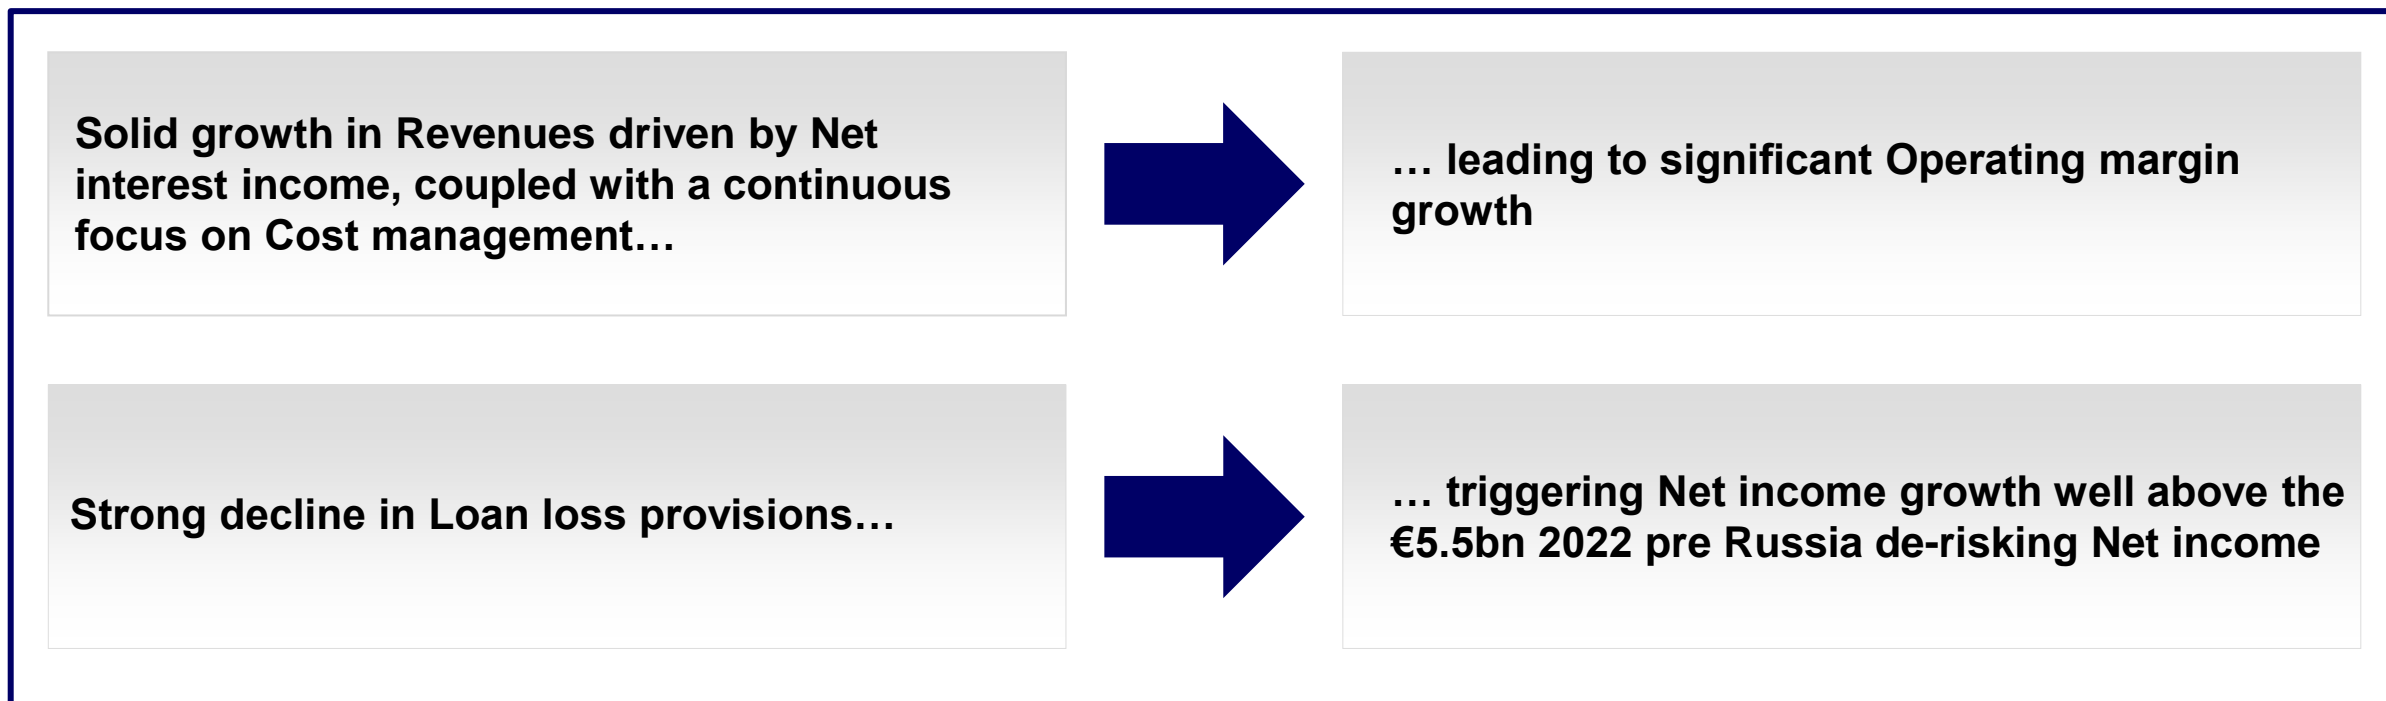 Solid growth in Revenues driven by Net
interest income, coupled with a continuous
focus on Cost management…
… leading to significant Operating margin
growth
Strong decline in Loan loss provisions…
… triggering Net income growth well above the
€5.5bn 2022 pre Russia de-risking Net income